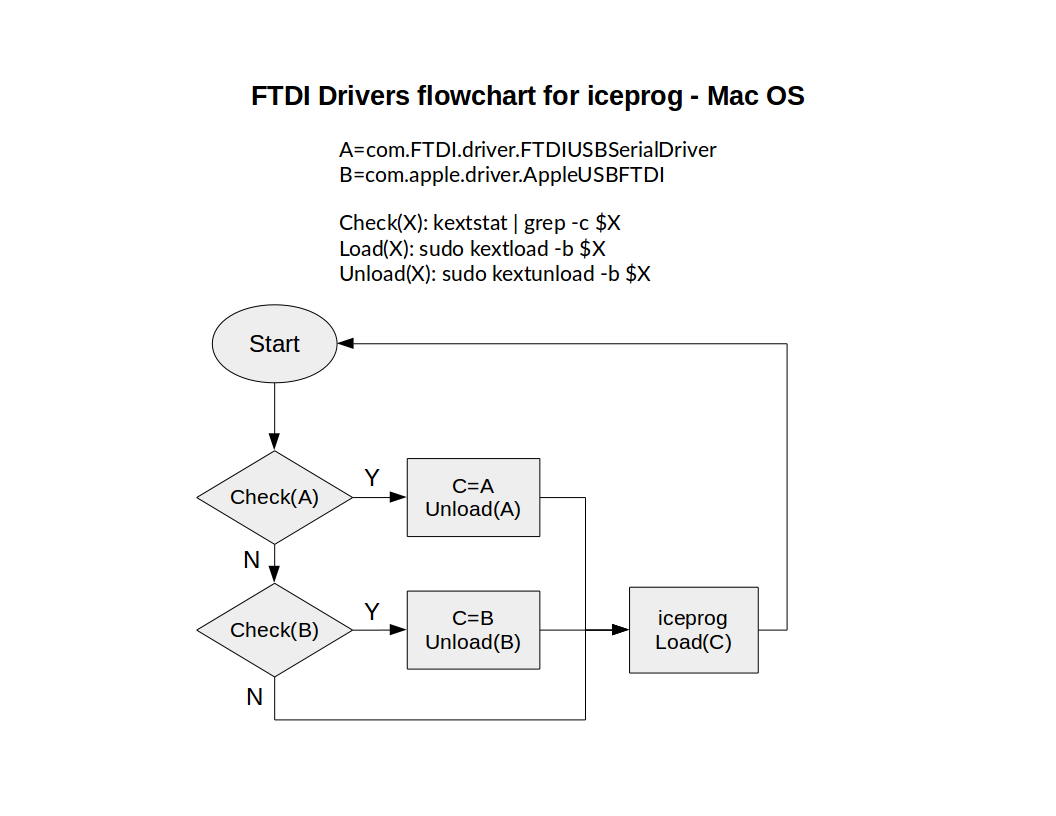 FTDI Drivers flowchart for iceprog - Mac OS
A=com.FTDI.driver.FTDIUSBSerialDriver
B=com.apple.driver.AppleUSBFTDI
Check(X): kextstat | grep -c $X
Load(X): sudo kextload -b $X
Unload(X): sudo kextunload -b $X
Start
Check(A)
Y
C=A
Unload(A)
N
Check(B)
Y
C=B
Unload(B)
iceprog
Load(C)
N